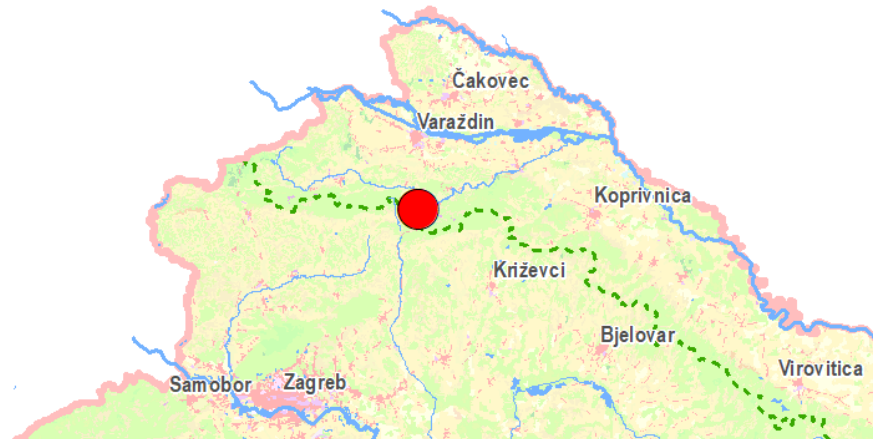 Čakovec
Varaždin
Koprivnica
Križevci
Bjelovar
Virovitica
Samobor
Zagreb